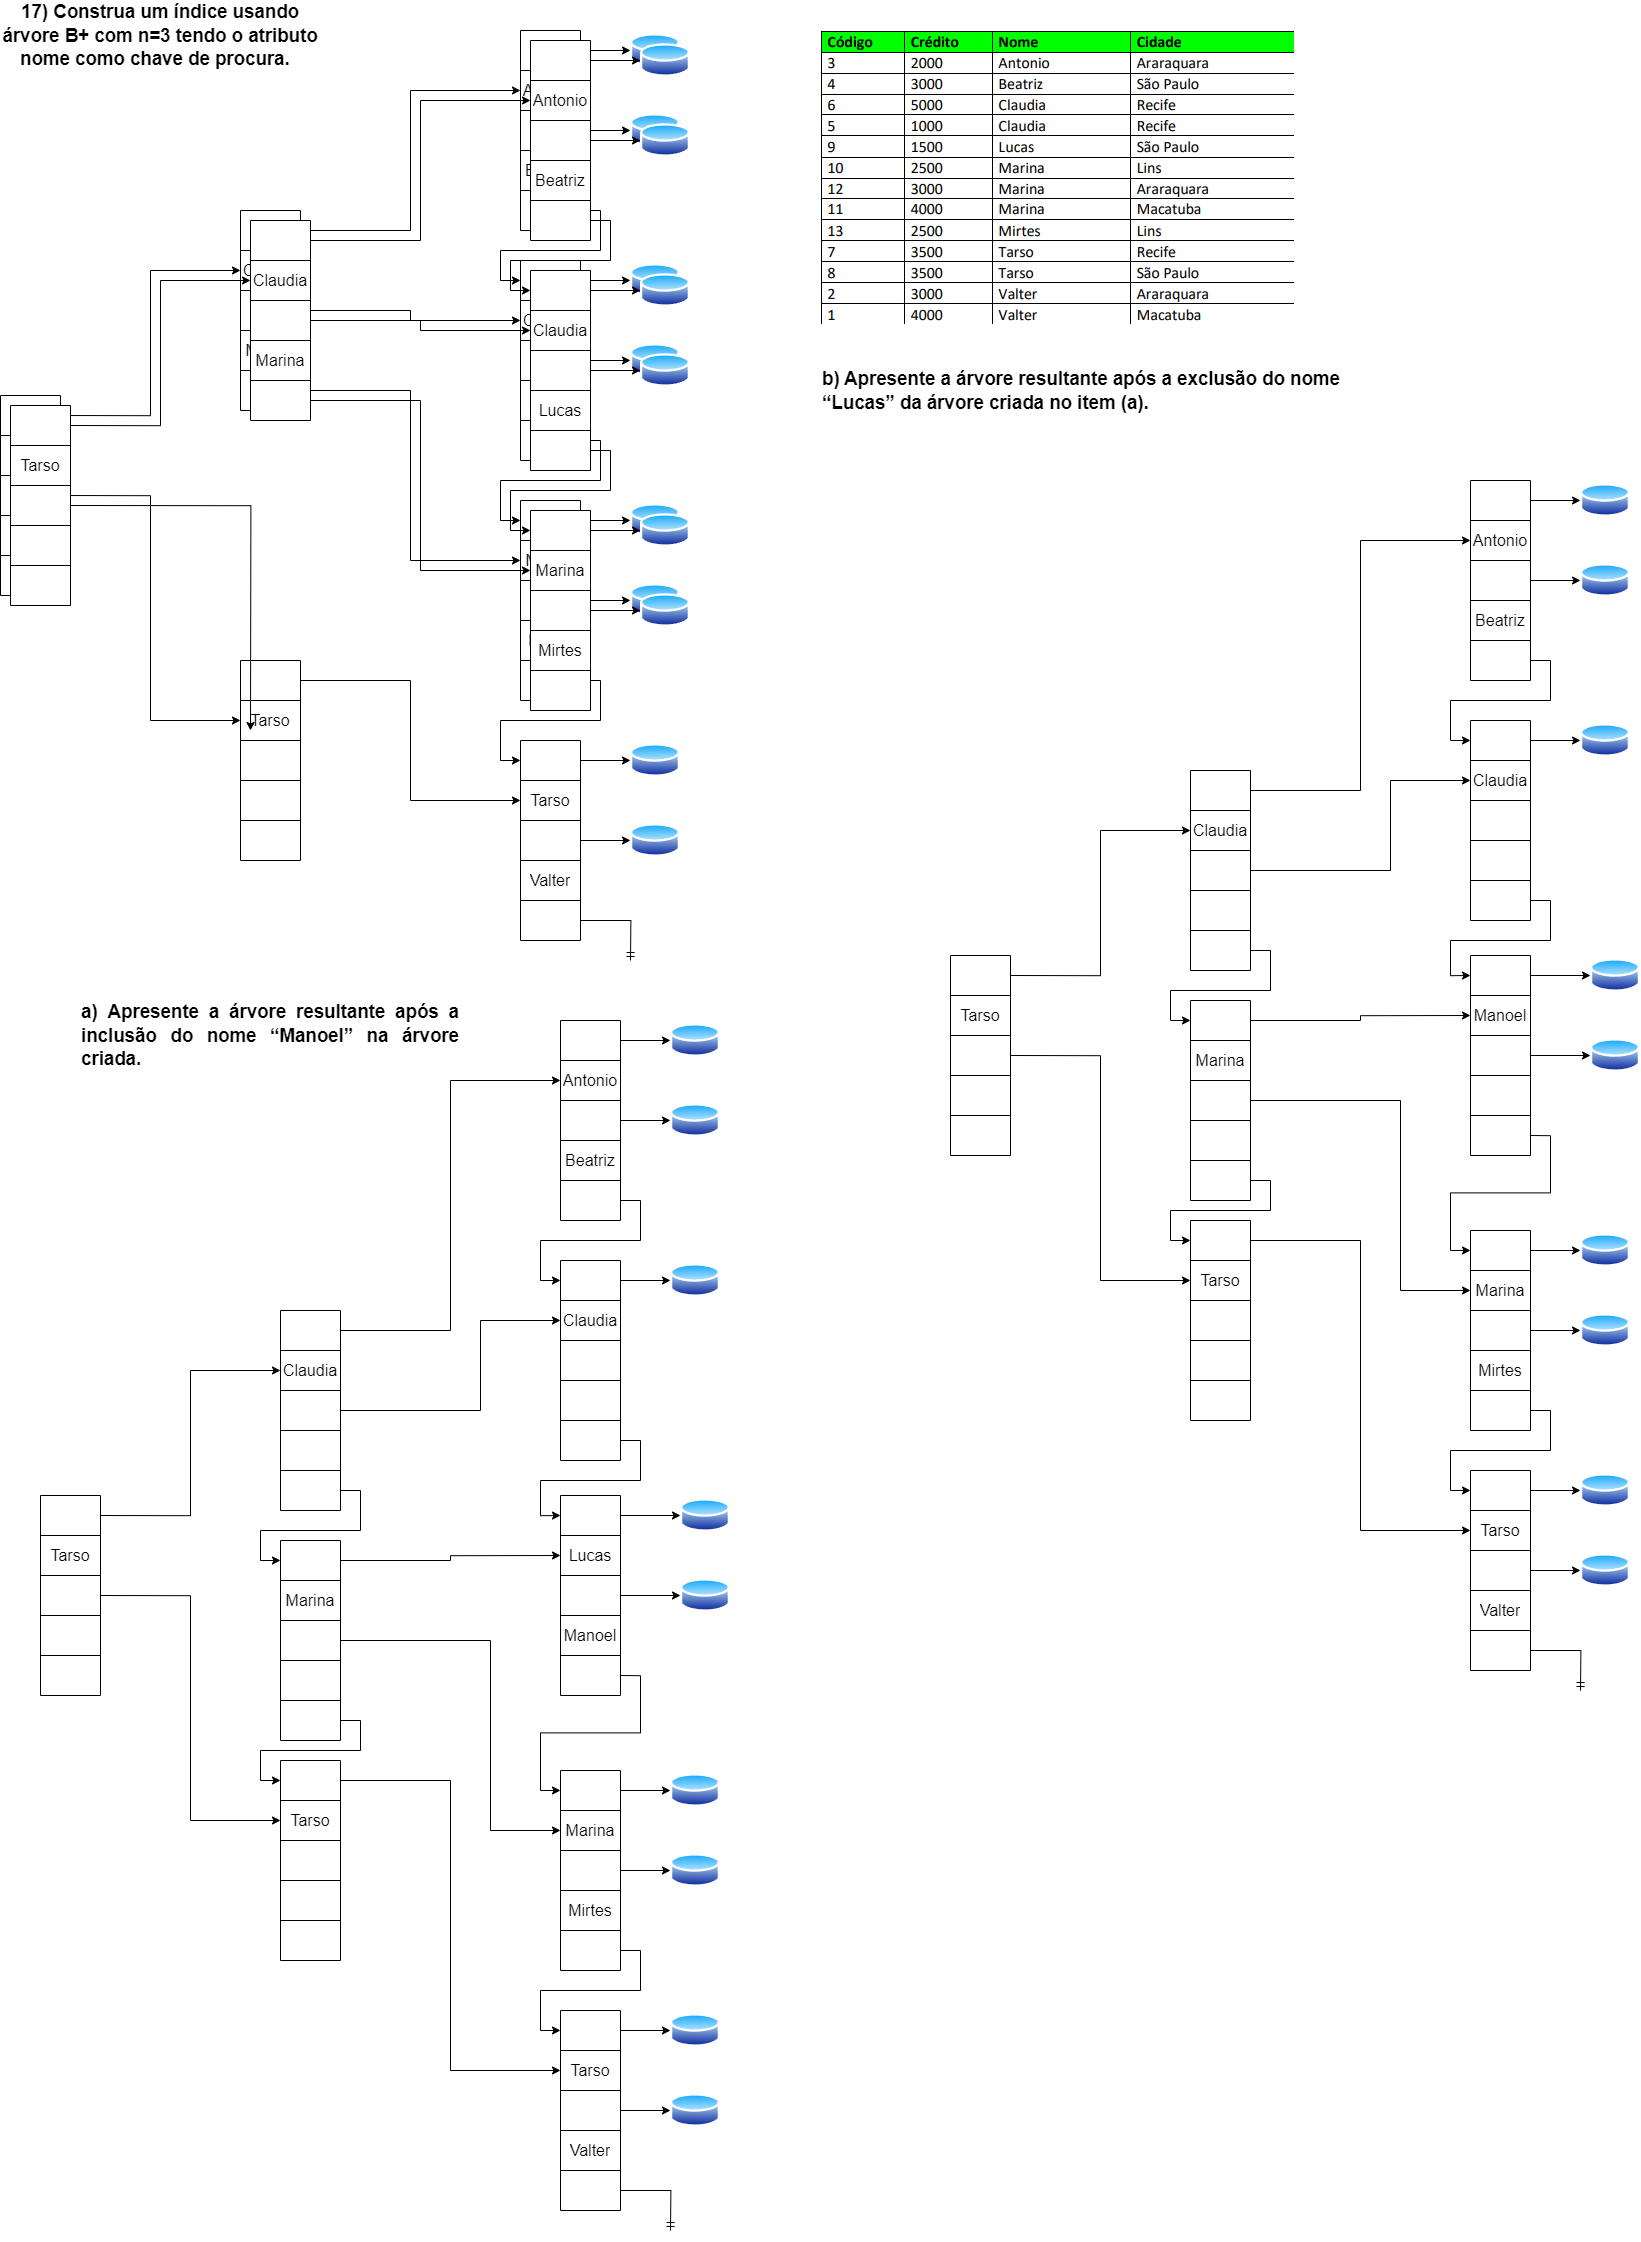 17) Construa um índice usando
árvore B+ com n=3 tendo o atributo
nome como chave de procura.
Antonio
Beatriz
Claudia
Marina
Claudia
Lucas
Tarso
Marina
Mirtes
Tarso
Tarso
Valter
Código Crédito Nome Cidade
3 2000 Antonio Araraquara
4 3000 Beatriz São Paulo
6 5000 Claudia Recife
5 1000 Claudia Recife
9 1500 Lucas São Paulo
10 2500 Marina Lins
12 3000 Marina Araraquara
11 4000 Marina Macatuba
13 2500 Mirtes Lins
7 3500 Tarso Recife
8 3500 Tarso São Paulo
2 3000 Valter Araraquara
1 4000 Valter Macatuba
b) Apresente a árvore resultante após a exclusão do nome
“Lucas” da árvore criada no item (a).
Antonio
Beatriz
Claudia
Claudia
Tarso
Manoel
Marina
Tarso
Marina
Mirtes
Tarso
Valter
a) Apresente a árvore resultante após a
inclusão do nome “Manoel” na árvore
criada.
Antonio
Beatriz
Claudia
Claudia
Tarso
Lucas
Marina
Manoel
Tarso
Marina
Mirtes
Tarso
Valter